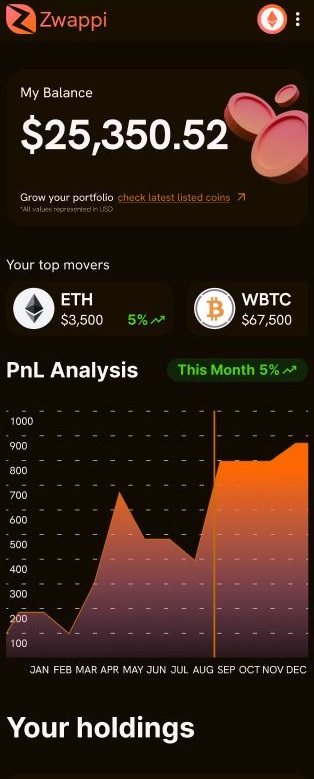 Zwappi
My Balance
$25,350.52
Grow your portfolio check latest listed coins
*All values represented in USD
Your top movers
ETH
$3,500 5%
WBTC
$67,500
PnL Analysis This Month 5%
1000
900
800
700
600
500
400
300
200
100
JAN FEB MAR APR MAY JUN JUL AUG SEP OCT NOV DEC
Your holdings